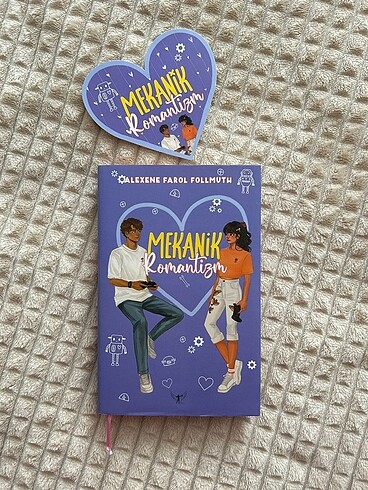 MEKANİK
Romantizm
ALEXENE FAROL FOLLMUTH
MEKANİK
Romantizm